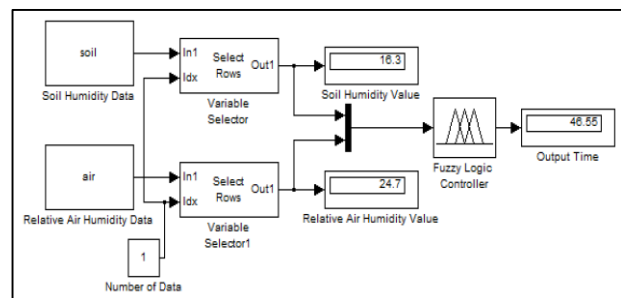 soil
Soil Humidity Data
In1
Idx
Select
Rows
Out1
Variable
Selector
16.3
Soil Humidity Value
air
Relative Air Humidity Data
In1
Idx
Select
Rows
Out1
Variable
Selector1
24.7
Relative Air Humidity Value
Fuzzy Logic
Controller
46.55
Output Time
1
Number of Data